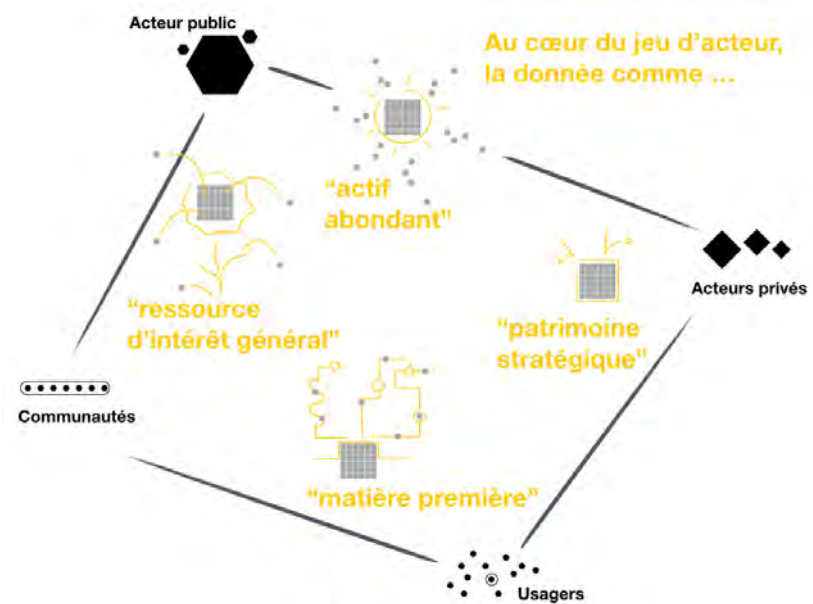 Acteur public
Au cœur du jeu d’acteur,
la donnée comme ...
“actif
abondant”
Acteurs privés
“ressource
d’intérêt général”
“patrimoine
stratégique”
Communautés
“matière première”
Usagers